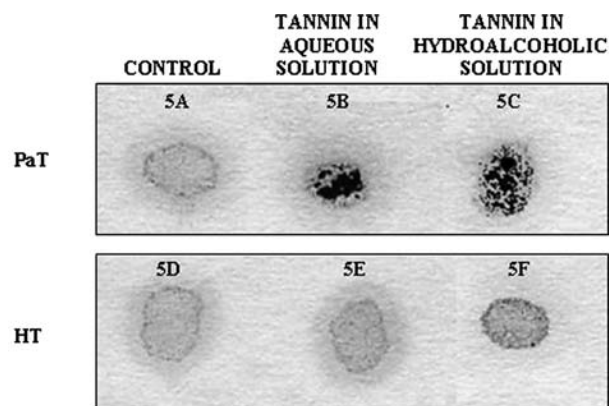 CONTROL
TANNIN IN
AQUEOUS
SOLUTION
TANNIN IN
HYDROALCOHOLIC
SOLUTION
PaT
5A
5B
5C
HT
5D
5E
5F